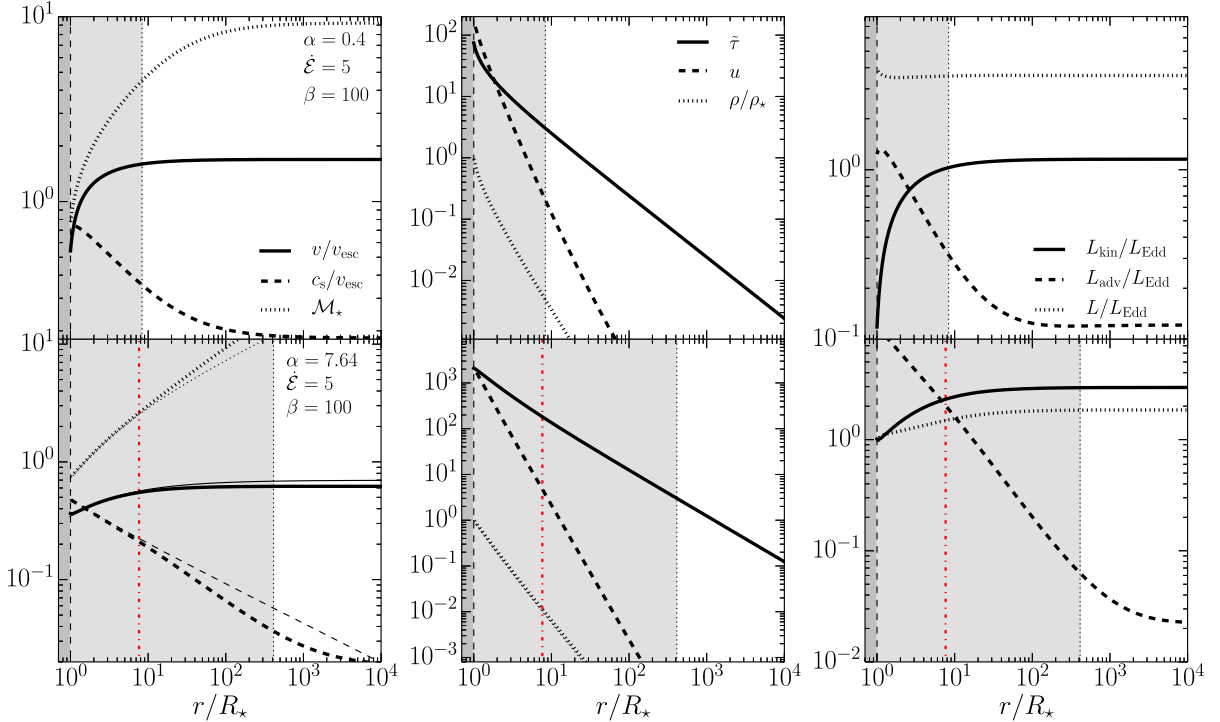 10^1
10^0
α = 0.4
Ė = 5
β = 100
v/v_esc
c_s/v_esc
ℳ_⋆
10^2
10^1
10^0
10^-1
10^-2
τ̃
u
ρ/ρ_⋆
10^0
10^-1
L_kin/L_Edd
L_adv/L_Edd
L/L_Edd
10^1
10^0
10^-1
α = 7.64
Ė = 5
β = 100
10^0 10^1 10^2 10^3 10^4
r/R_⋆
10^3
10^2
10^1
10^0
10^-1
10^-2
10^-3
10^0 10^1 10^2 10^3 10^4
r/R_⋆
10^1
10^0
10^-1
10^-2
10^0 10^1 10^2 10^3 10^4
r/R_⋆